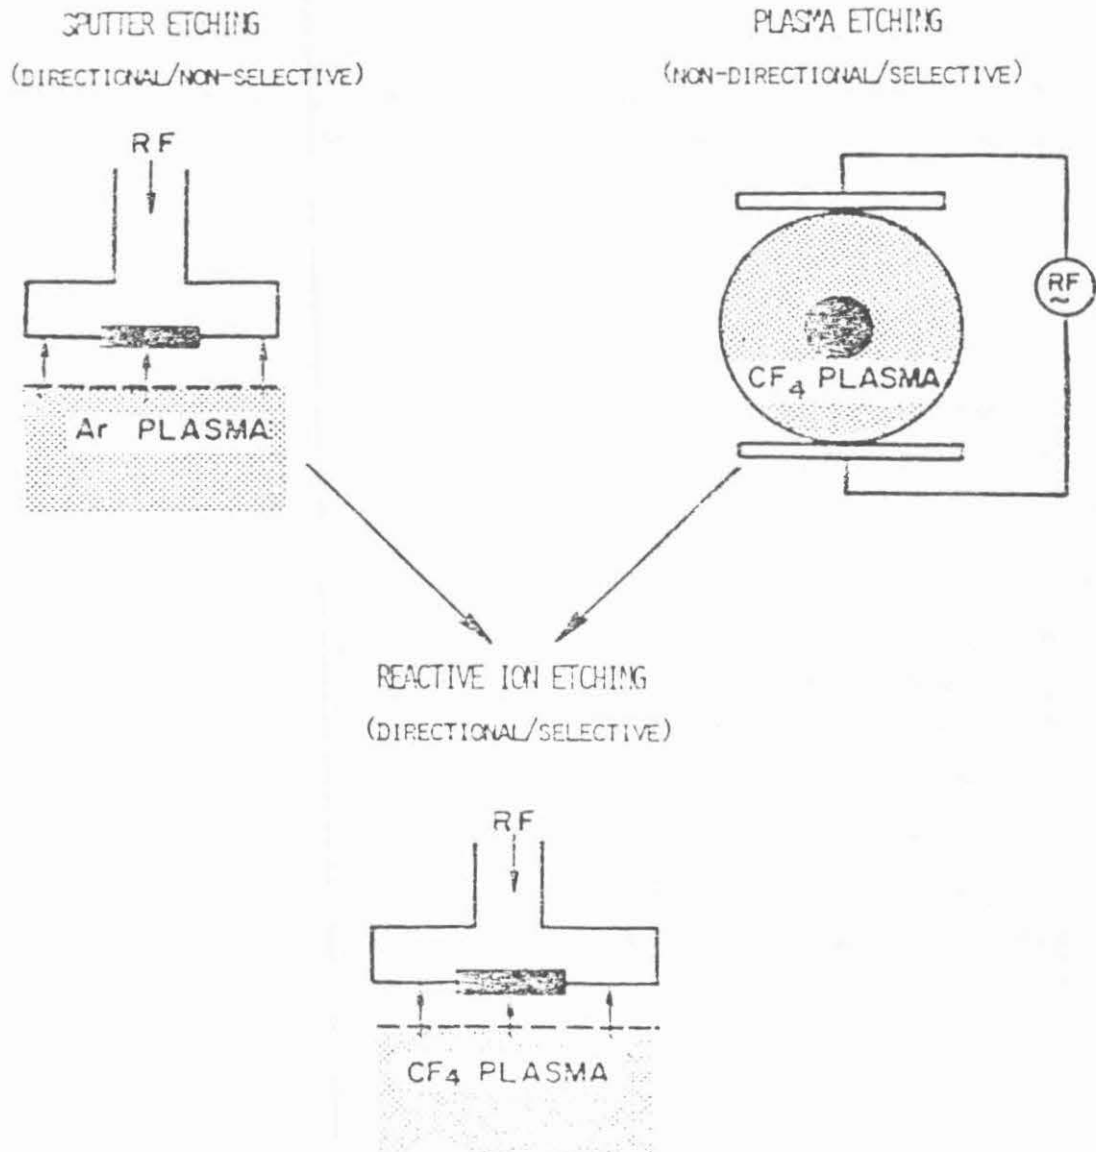 SPUTTER ETCHING
(DIRECTIONAL/NON-SELECTIVE)
RF
Ar PLASMA
PLASMA ETCHING
(NON-DIRECTIONAL/SELECTIVE)
RF
~
CF₄ PLASMA
REACTIVE ION ETCHING
(DIRECTIONAL/SELECTIVE)
RF
CF₄ PLASMA